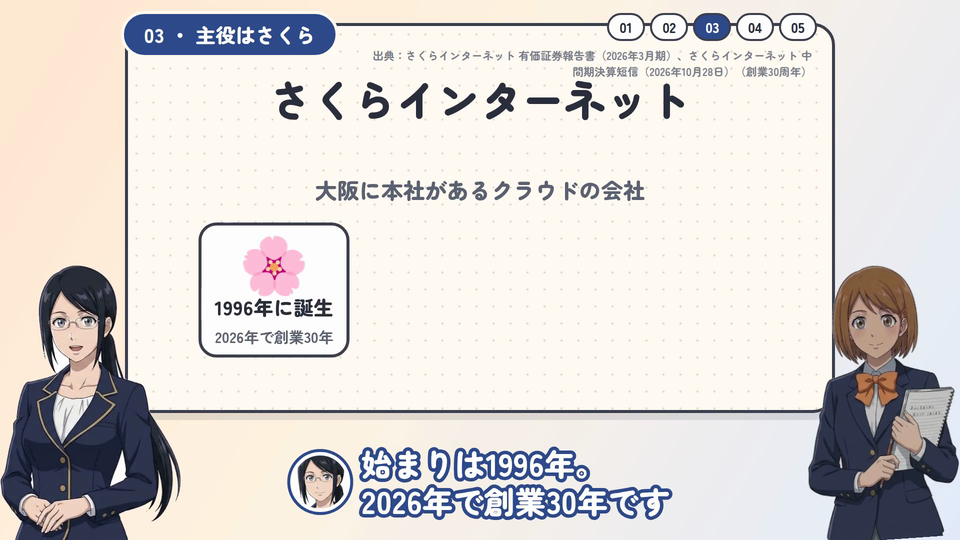 03 ・ 主役はさくら
01 02 03 04 05
出典：さくらインターネット 有価証券報告書（2026年3月期）、さくらインターネット 中
間期決算短信（2026年10月28日）（創業30周年）
さくらインターネット
大阪に本社があるクラウドの会社
1996年に誕生
2026年で創業30年
始まりは1996年。
2026年で創業30年です